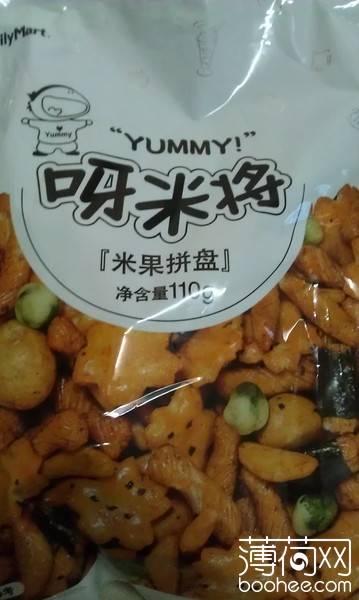 ilyMart
Yummy
"YUMMY!"
呀米将
『米果拼盘』
净含量110g
薄荷网
boohee.com